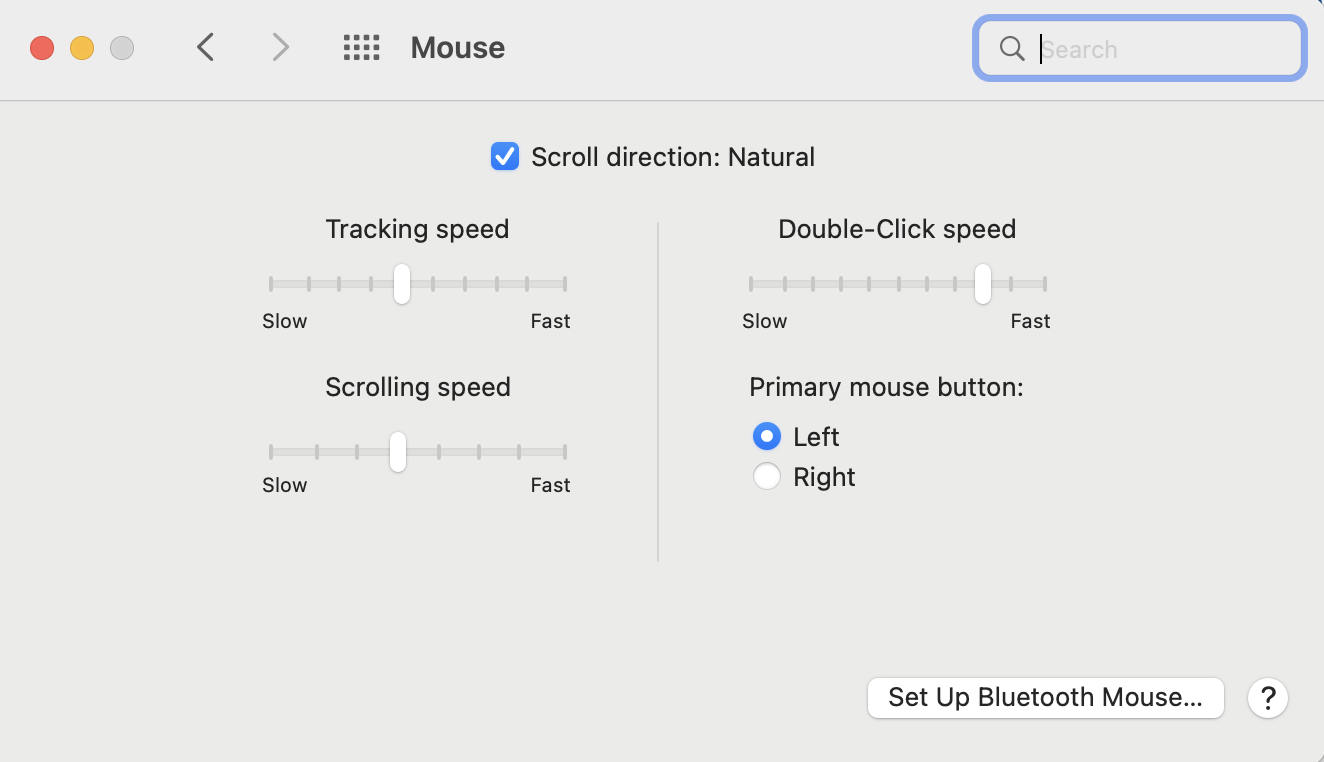 Mouse
Search
Scroll direction: Natural
Tracking speed
Slow
Fast
Scrolling speed
Slow
Fast
Double-Click speed
Slow
Fast
Primary mouse button:
Left
Right
Set Up Bluetooth Mouse...
?